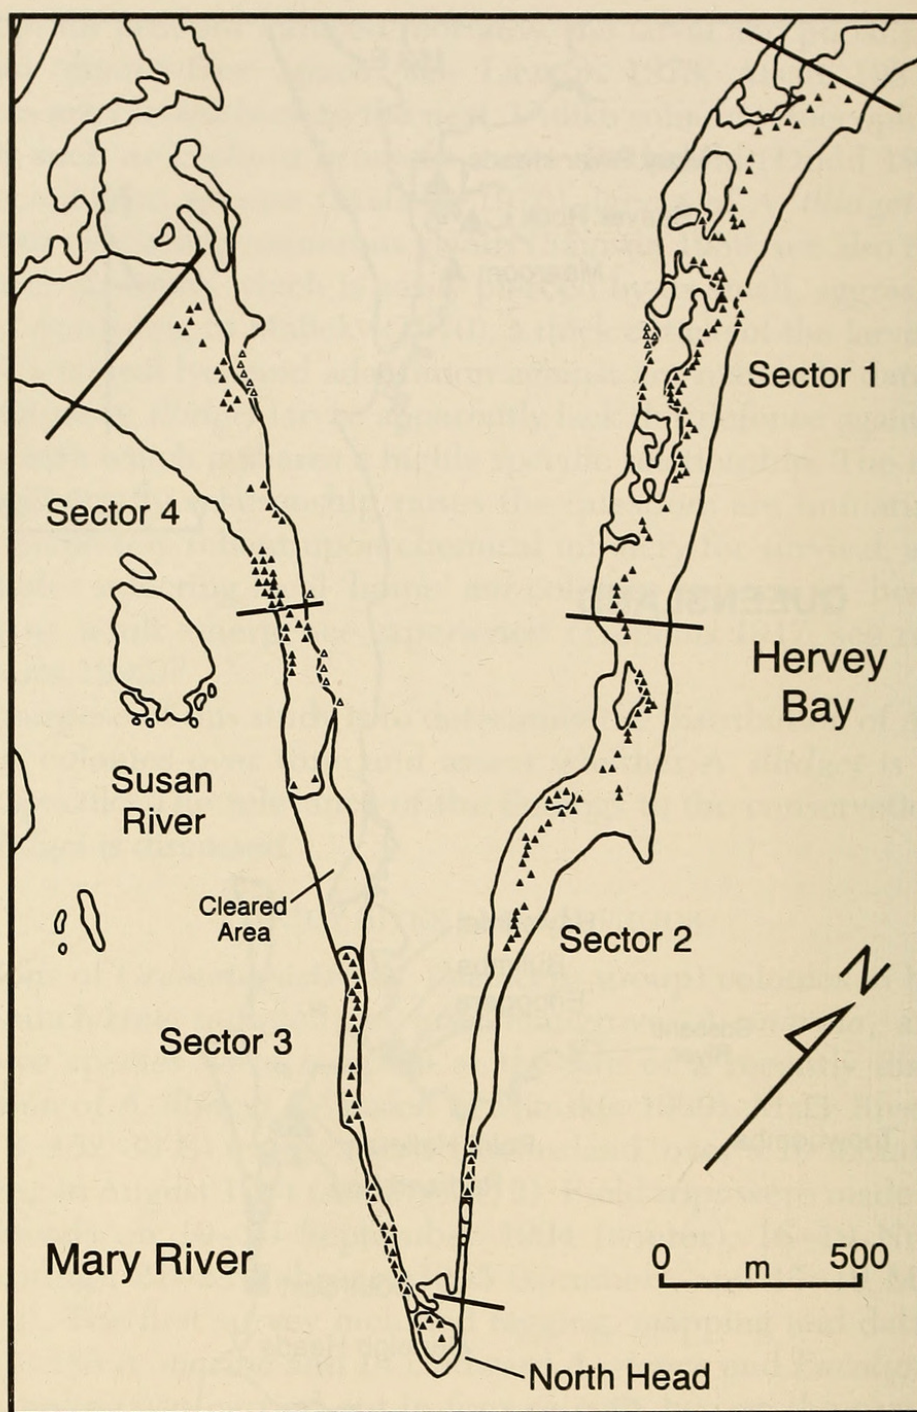 Sector 1
Sector 4
Hervey
Bay
Susan
River
Cleared
Area
Sector 2
N
Sector 3
Mary River
0 m 500
North Head